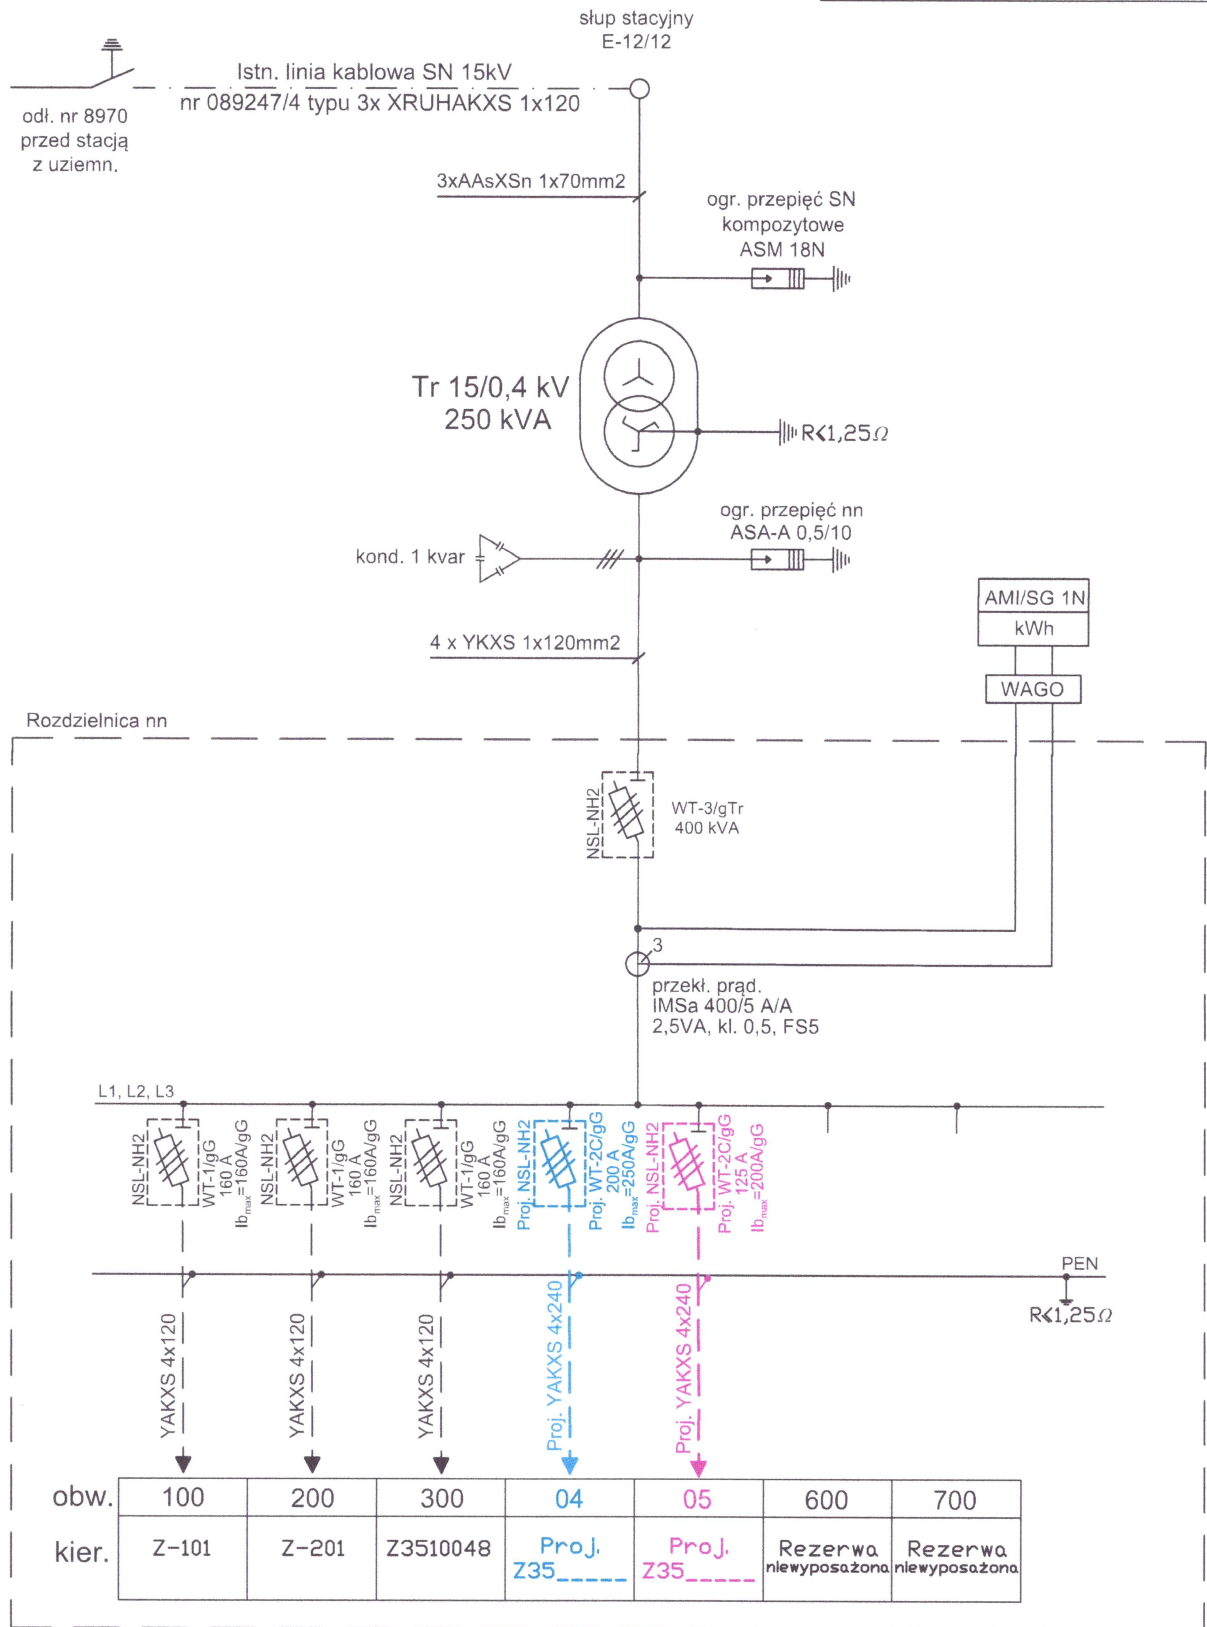 słup stacyjny
E-12/12
Istn. linia kablowa SN 15kV
nr 089247/4 typu 3x XRUHAKXS 1x120
odł. nr 8970
przed stacją
z uziemn.
3xAAsXSn 1x70mm2
ogr. przepięć SN
kompozytowe
ASM 18N
Tr 15/0,4 kV
250 kVA
R⩽1,25Ω
ogr. przepięć nn
ASA-A 0,5/10
kond. 1 kvar
AMI/SG 1N
kWh
4 x YKXS 1x120mm2
WAGO
Rozdzielnica nn
NSL-NH2
WT-3/gTr
400 kVA
3
przekł. prąd.
IMSa 400/5 A/A
2,5VA, kl. 0,5, FS5
L1, L2, L3
NSL-NH2
WT-1/gG
160 A
Ibmax=160A/gG
NSL-NH2
WT-1/gG
160 A
Ibmax=160A/gG
NSL-NH2
WT-1/gG
160 A
Ibmax=160A/gG
Proj. NSL-NH2
Proj. WT-2C/gG
200 A
Ibmax=250A/gG
Proj. NSL-NH2
Proj. WT-2C/gG
125 A
Ibmax=200A/gG
PEN
R⩽1,25Ω
YAKXS 4x120
YAKXS 4x120
YAKXS 4x120
Proj. YAKXS 4x240
Proj. YAKXS 4x240
obw. 100 200 300 04 05 600 700
kier. Z-101 Z-201 Z3510048 Proj. Proj. Rezerwa Rezerwa
Z35_____ Z35_____ niewyposażona niewyposażona